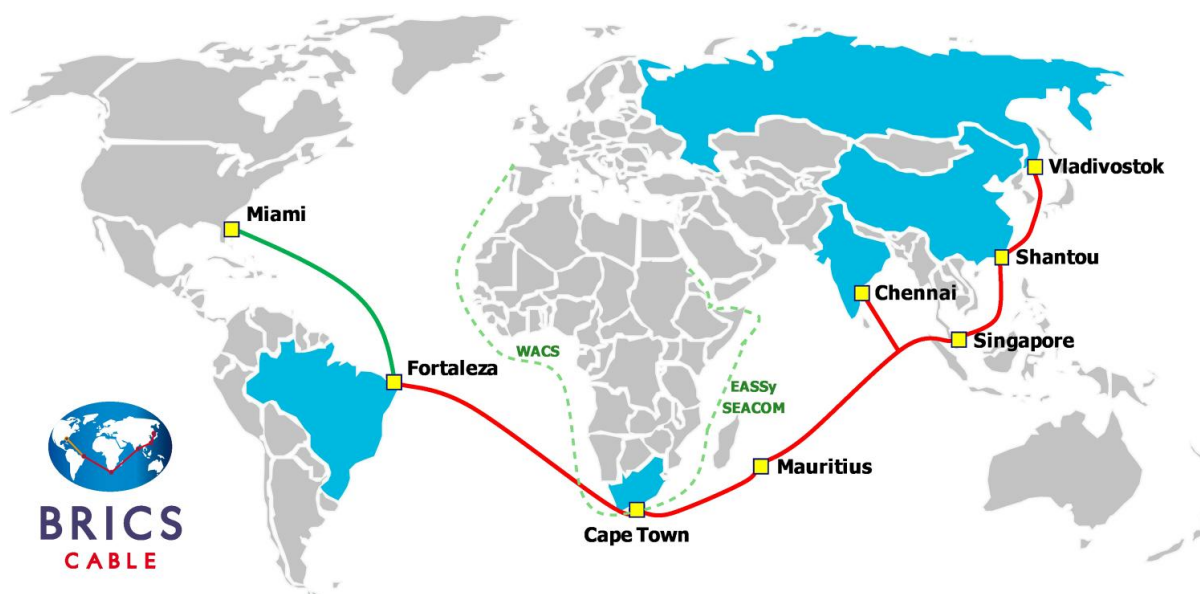 Vladivostok
Miami
Shantou
Chennai
Singapore
WACS
Fortaleza
EASSy
SEACOM
Mauritius
BRICS
CABLE
Cape Town